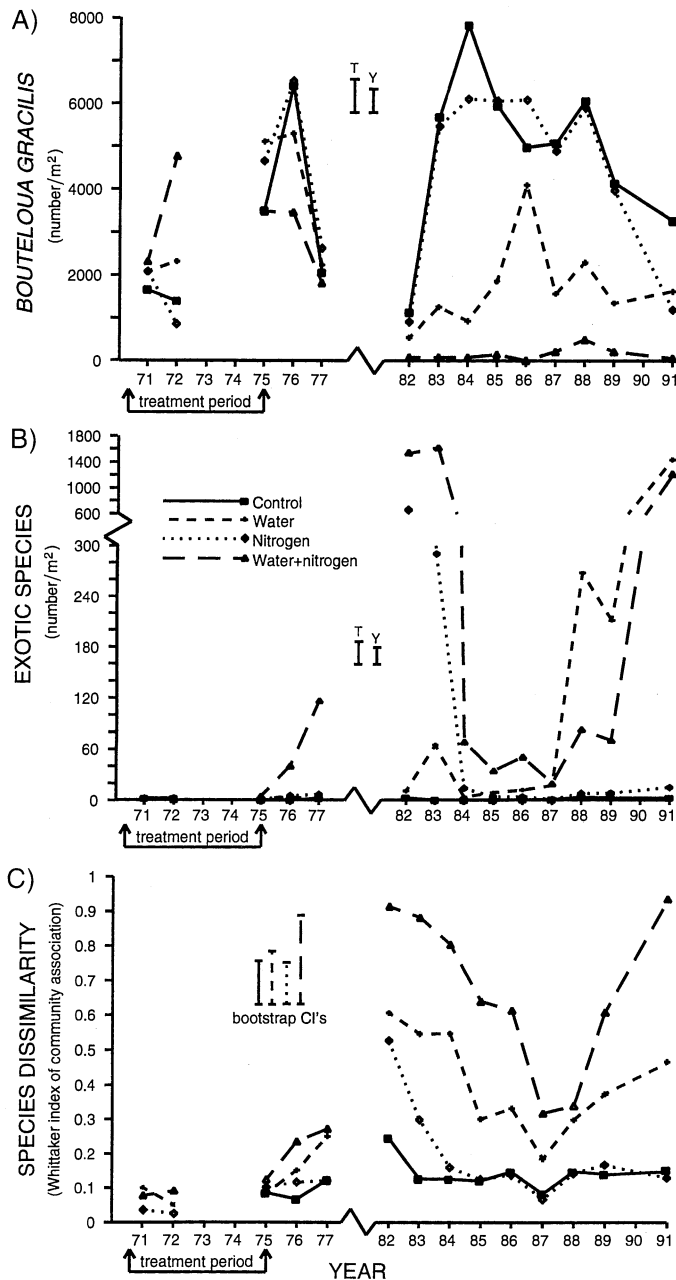 A)
BOUTELOUA GRACILIS
(number/m²)
8000
6000
4000
2000
0
T Y
71 72 73 74 75 76 77 82 83 84 85 86 87 88 89 90 91
treatment period
B)
EXOTIC SPECIES
(number/m²)
1800
1400
1000
600
300
240
180
120
60
0
Control
Water
Nitrogen
Water+nitrogen
T Y
71 72 73 74 75 76 77 82 83 84 85 86 87 88 89 90 91
treatment period
C)
SPECIES DISSIMILARITY
(Whittaker index of community association)
1
0.9
0.8
0.7
0.6
0.5
0.4
0.3
0.2
0.1
0
bootstrap CI's
71 72 73 74 75 76 77 82 83 84 85 86 87 88 89 90 91
treatment period
YEAR